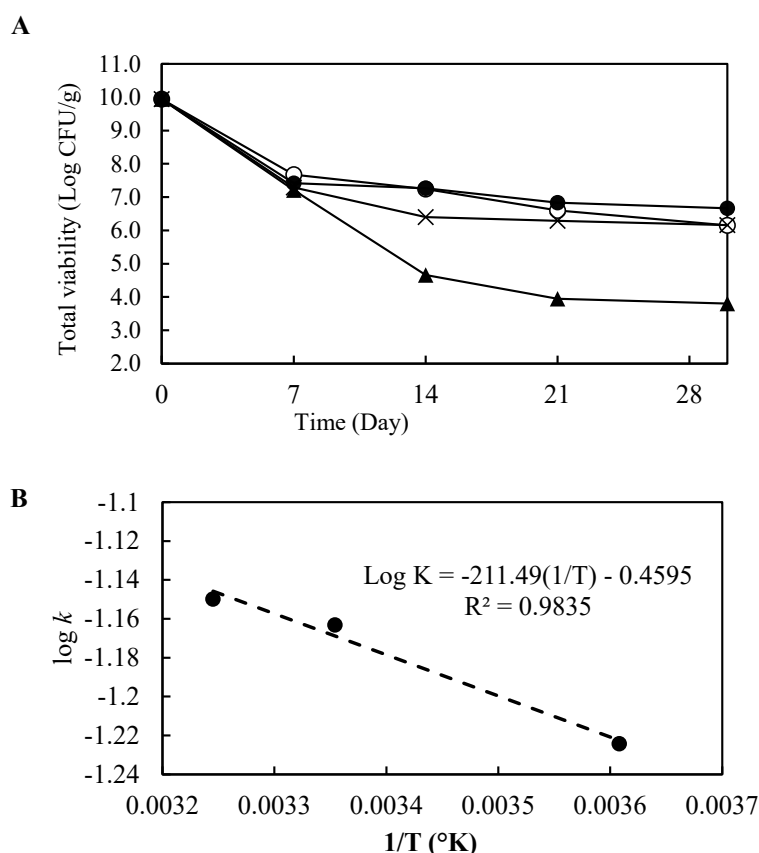 A
Total viability (Log CFU/g)
11.0
10.0
9.0
8.0
7.0
6.0
5.0
4.0
3.0
2.0
0 7 14 21 28
Time (Day)
B
log k
-1.1
-1.12
-1.14
-1.16
-1.18
-1.2
-1.22
-1.24
Log K = -211.49(1/T) - 0.4595
R² = 0.9835
0.0032 0.0033 0.0034 0.0035 0.0036 0.0037
1/T (°K)